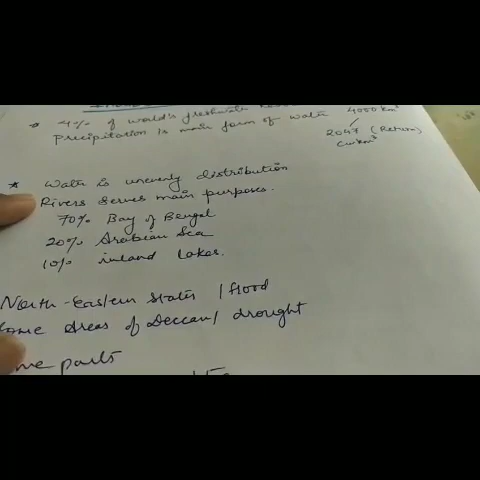 * 4% of world's freshwater
4000 km³
Precipitation is main form of water
2047 (Return)
cu km³
* Water is unevenly distribution
Rivers serves main purposes.
70% Bay of Bengal
20% Arabian Sea
10% inland lakes.
North-Eastern States / flood
Some Areas of Deccan / drought
me parts